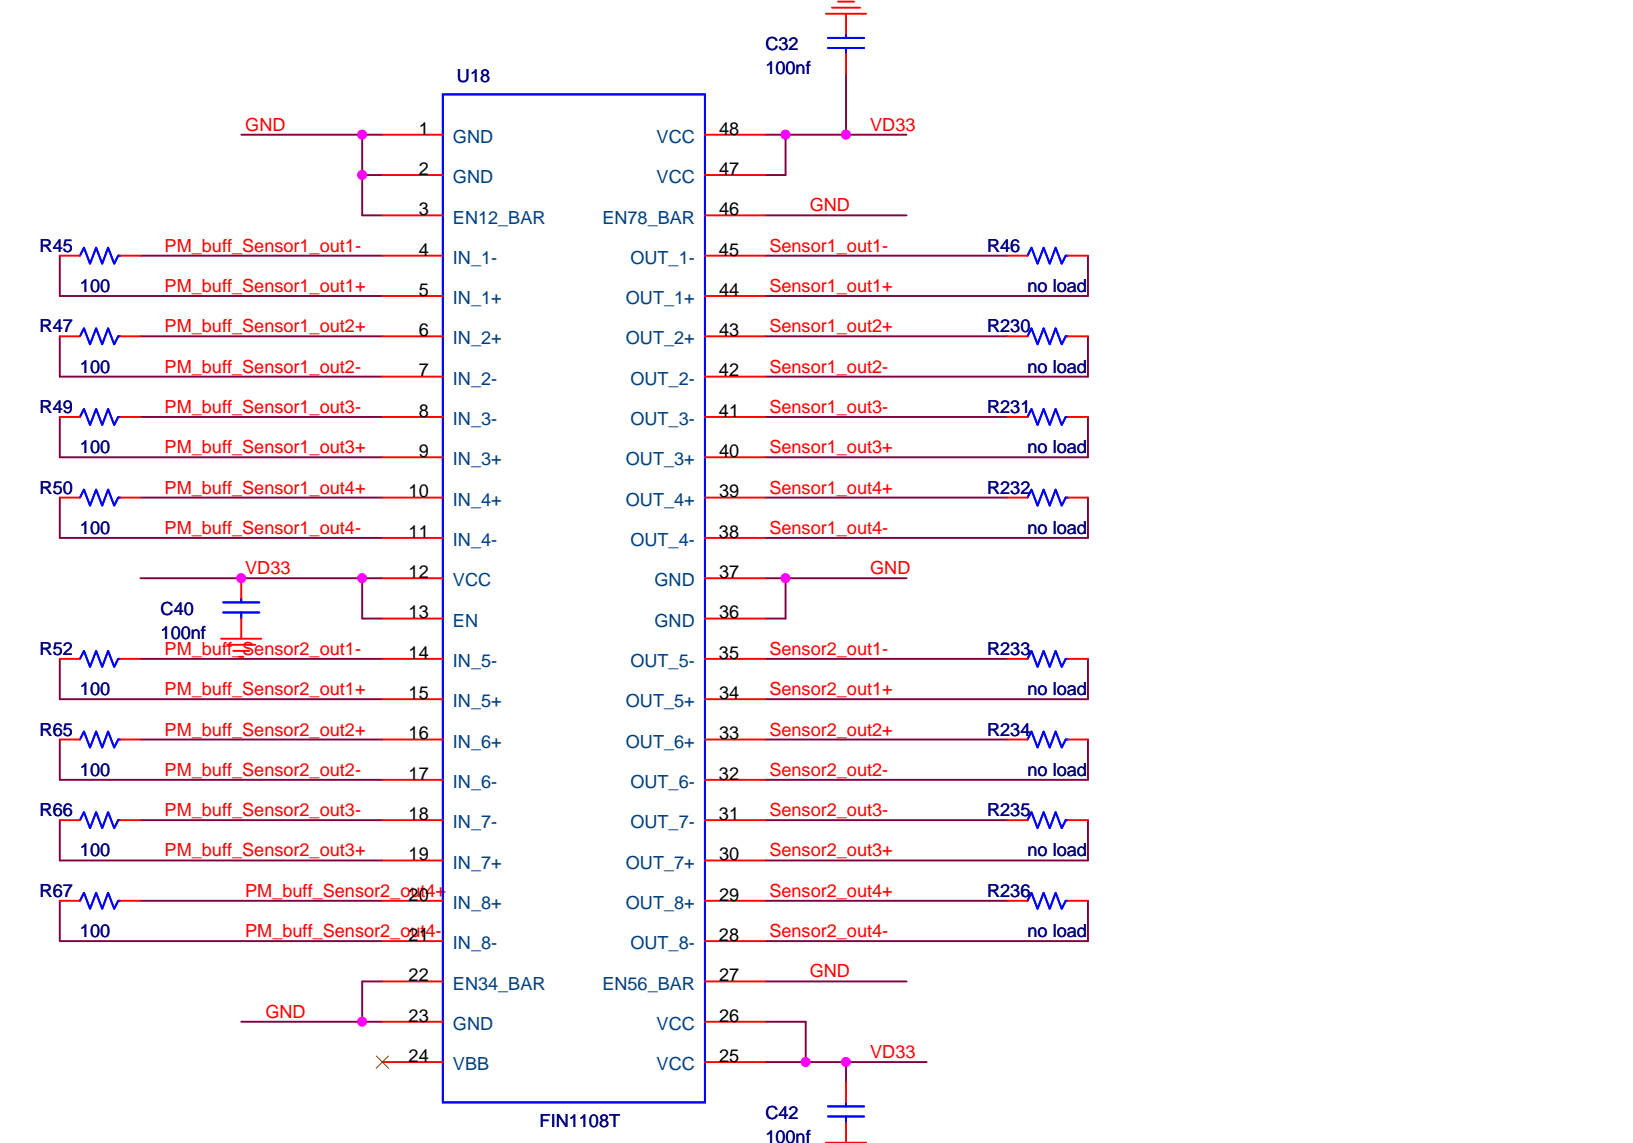 C32
100nf
U18
GND 1 GND VCC 48 VD33
2 GND VCC 47
3 EN12_BAR EN78_BAR 46 GND
R45 PM_buff_Sensor1_out1- 4 IN_1- OUT_1- 45 Sensor1_out1- R46
100 PM_buff_Sensor1_out1+ 5 IN_1+ OUT_1+ 44 Sensor1_out1+ no load
R47 PM_buff_Sensor1_out2+ 6 IN_2+ OUT_2+ 43 Sensor1_out2+ R230
100 PM_buff_Sensor1_out2- 7 IN_2- OUT_2- 42 Sensor1_out2- no load
R49 PM_buff_Sensor1_out3- 8 IN_3- OUT_3- 41 Sensor1_out3- R231
100 PM_buff_Sensor1_out3+ 9 IN_3+ OUT_3+ 40 Sensor1_out3+ no load
R50 PM_buff_Sensor1_out4+ 10 IN_4+ OUT_4+ 39 Sensor1_out4+ R232
100 PM_buff_Sensor1_out4- 11 IN_4- OUT_4- 38 Sensor1_out4- no load
VD33 12 VCC GND 37 GND
C40 13 EN GND 36
100nf
R52 PM_buff_Sensor2_out1- 14 IN_5- OUT_5- 35 Sensor2_out1- R233
100 PM_buff_Sensor2_out1+ 15 IN_5+ OUT_5+ 34 Sensor2_out1+ no load
R65 PM_buff_Sensor2_out2+ 16 IN_6+ OUT_6+ 33 Sensor2_out2+ R234
100 PM_buff_Sensor2_out2- 17 IN_6- OUT_6- 32 Sensor2_out2- no load
R66 PM_buff_Sensor2_out3- 18 IN_7- OUT_7- 31 Sensor2_out3- R235
100 PM_buff_Sensor2_out3+ 19 IN_7+ OUT_7+ 30 Sensor2_out3+ no load
R67 PM_buff_Sensor2_out4+ 20 IN_8+ OUT_8+ 29 Sensor2_out4+ R236
100 PM_buff_Sensor2_out4- 21 IN_8- OUT_8- 28 Sensor2_out4- no load
22 EN34_BAR EN56_BAR 27 GND
GND 23 GND VCC 26
24 VBB VCC 25 VD33
FIN1108T
C42
100nf